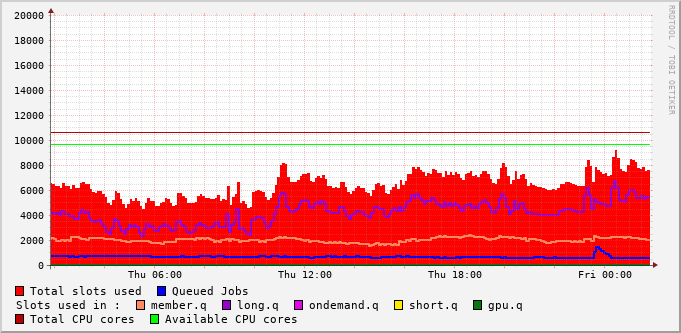 20000
18000
16000
14000
12000
10000
8000
6000
4000
2000
0
Thu 06:00 Thu 12:00 Thu 18:00 Fri 00:00
RRDTOOL / TOBI OETIKER
Total slots used Queued Jobs
Slots used in : member.q long.q ondemand.q short.q gpu.q
Total CPU cores Available CPU cores